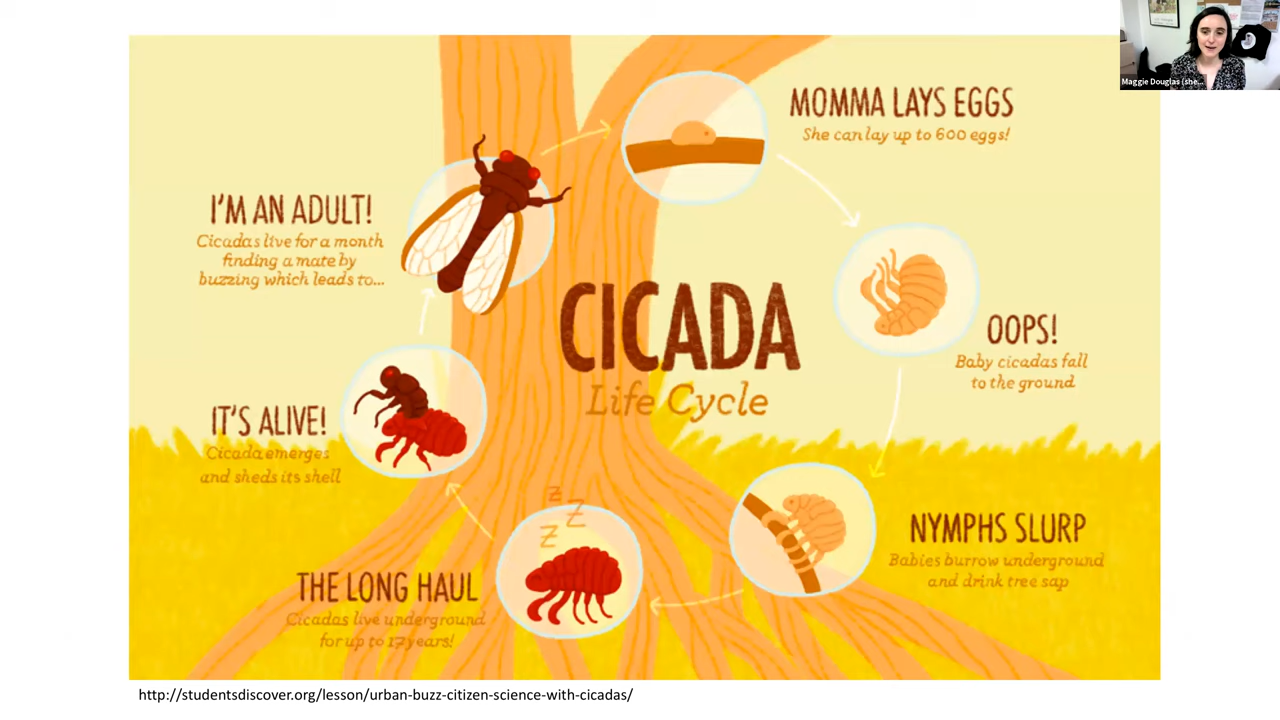 Maggie Douglas (she...
MOMMA LAYS EGGS
She can lay up to 600 eggs!
I'M AN ADULT!
Cicadas live for a month
finding a mate by
buzzing which leads to...
CICADA
Life Cycle
OOPS!
Baby cicadas fall
to the ground
IT'S ALIVE!
Cicada emerges
and sheds its shell
NYMPHS SLURP
Babies burrow underground
and drink tree sap
z
Z
Z
THE LONG HAUL
Cicadas live underground
for up to 17 years!
http://studentsdiscover.org/lesson/urban-buzz-citizen-science-with-cicadas/